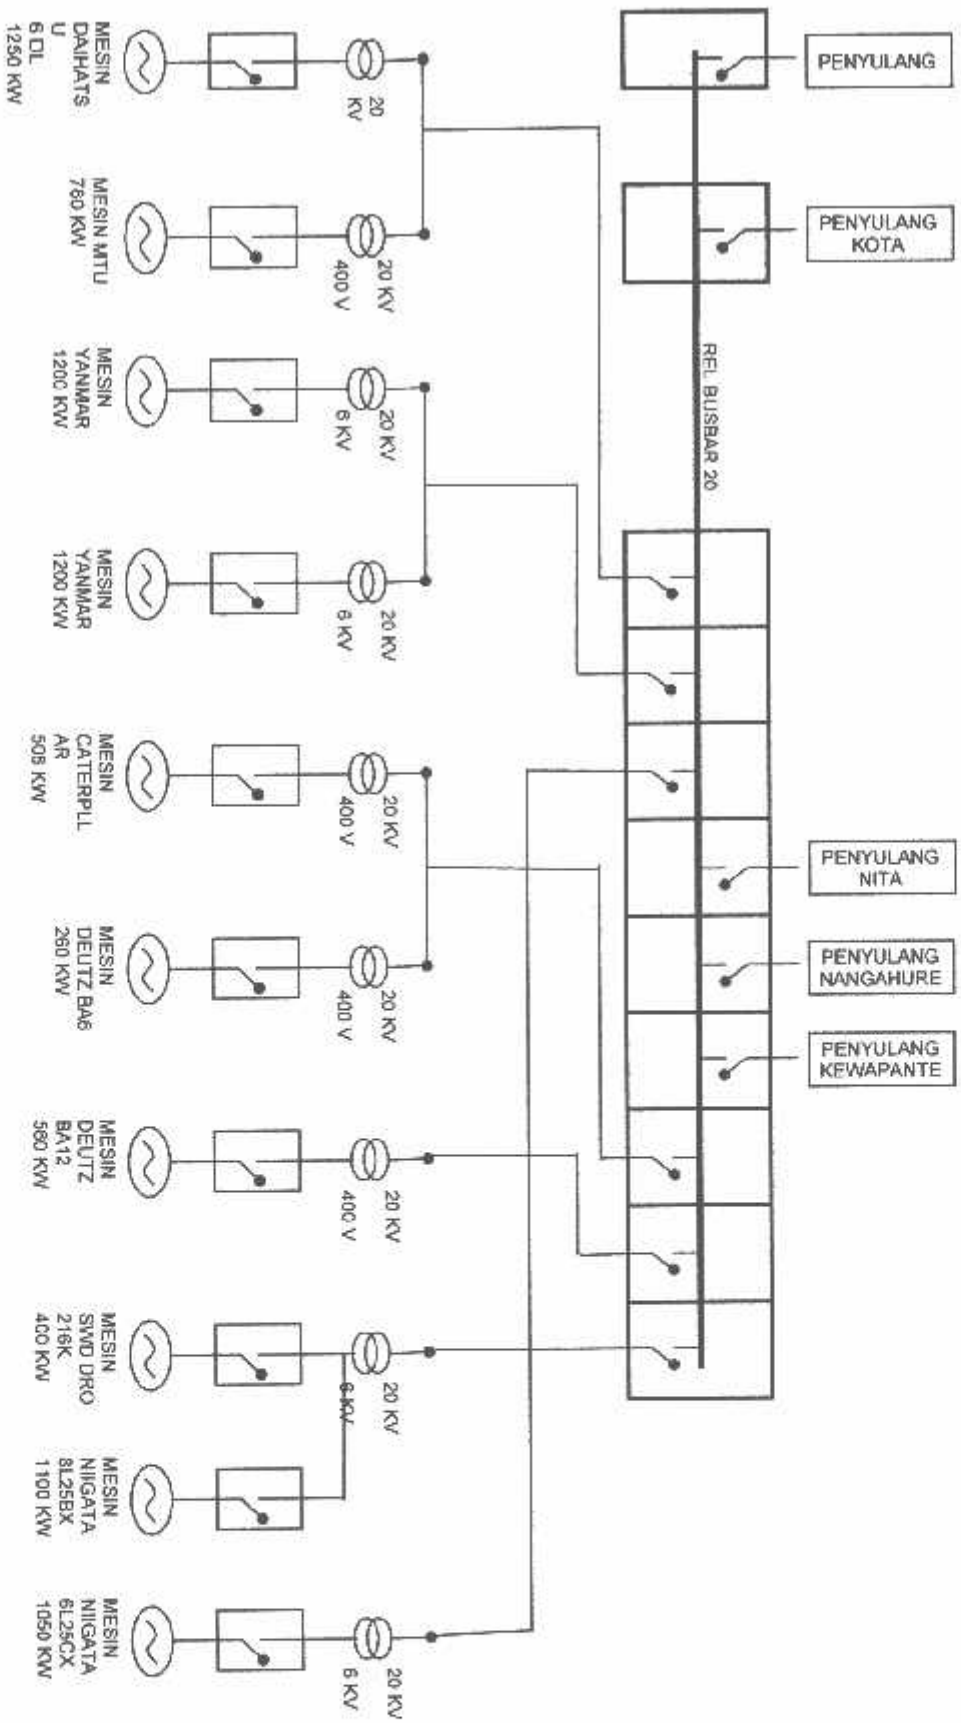 PENYULANG
PENYULANG
KOTA
REL BUSBAR 20
PENYULANG
NITA
PENYULANG
NANGAHURE
PENYULANG
KEWAPANTE
20
KV
20 KV
400 V
20 KV
6 KV
20 KV
6 KV
20 KV
400 V
20 KV
400 V
20 KV
400 V
20 KV
6 KV
20 KV
6 KV
MESIN
DAIHATS
U
6 DL
1250 KW
MESIN MTU
780 KW
MESIN
YANMAR
1200 KW
MESIN
YANMAR
1200 KW
MESIN
CATERPLL
AR
508 KW
MESIN
DEUTZ BA6
260 KW
MESIN
DEUTZ
BA12
560 KW
MESIN
SWD DRO
216K
400 KW
MESIN
NIIGATA
8L25BX
1100 KW
MESIN
NIIGATA
6L25CX
1050 KW